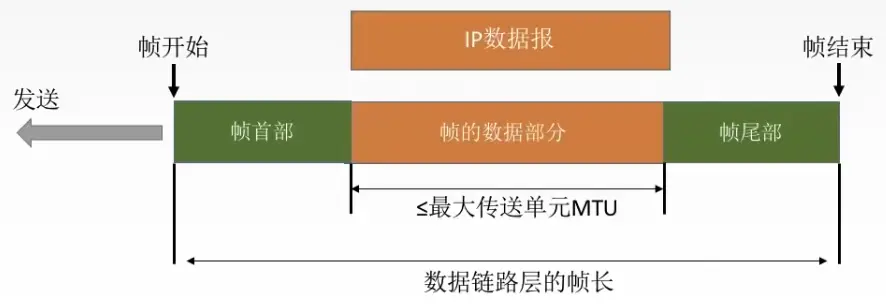 IP数据报
帧开始
帧结束
发送
帧首部
帧的数据部分
帧尾部
≤最大传送单元MTU
数据链路层的帧长